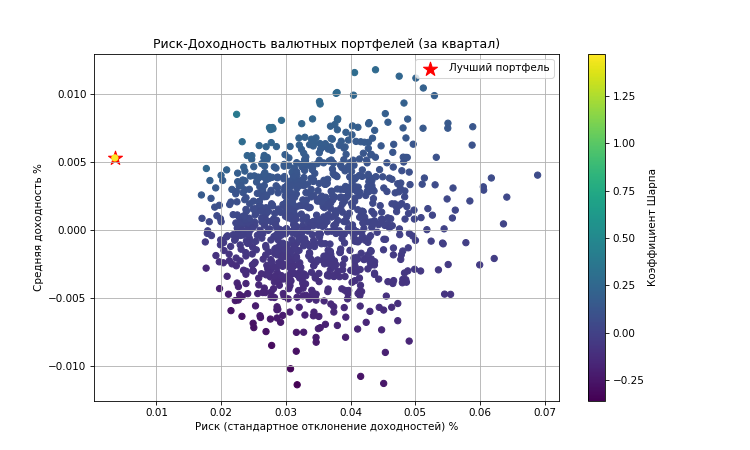 Риск-Доходность валютных портфелей (за квартал)
Лучший портфель
Средняя доходность %
0.010
0.005
0.000
−0.005
−0.010
0.01 0.02 0.03 0.04 0.05 0.06 0.07
Риск (стандартное отклонение доходностей) %
1.25
1.00
0.75
0.50
0.25
0.00
−0.25
Коэффициент Шарпа